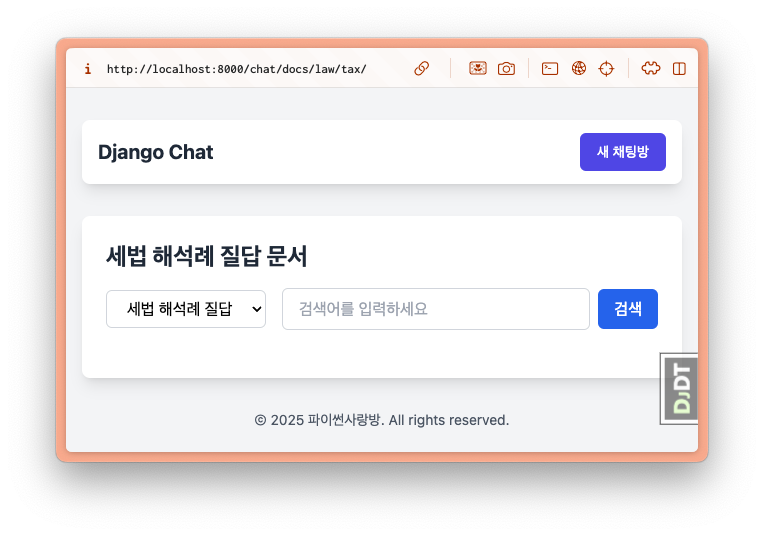 http://localhost:8000/chat/docs/law/tax/
Django Chat
새 채팅방
세법 해석례 질답 문서
세법 해석례 질답
검색어를 입력하세요
검색
DjDT
© 2025 파이썬사랑방. All rights reserved.